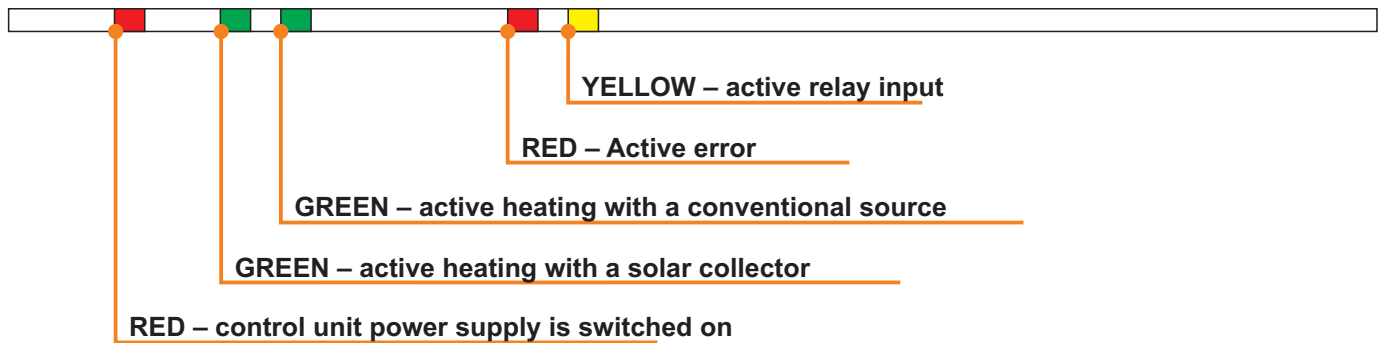 YELLOW – active relay input
RED – Active error
GREEN – active heating with a conventional source
GREEN – active heating with a solar collector
RED – control unit power supply is switched on